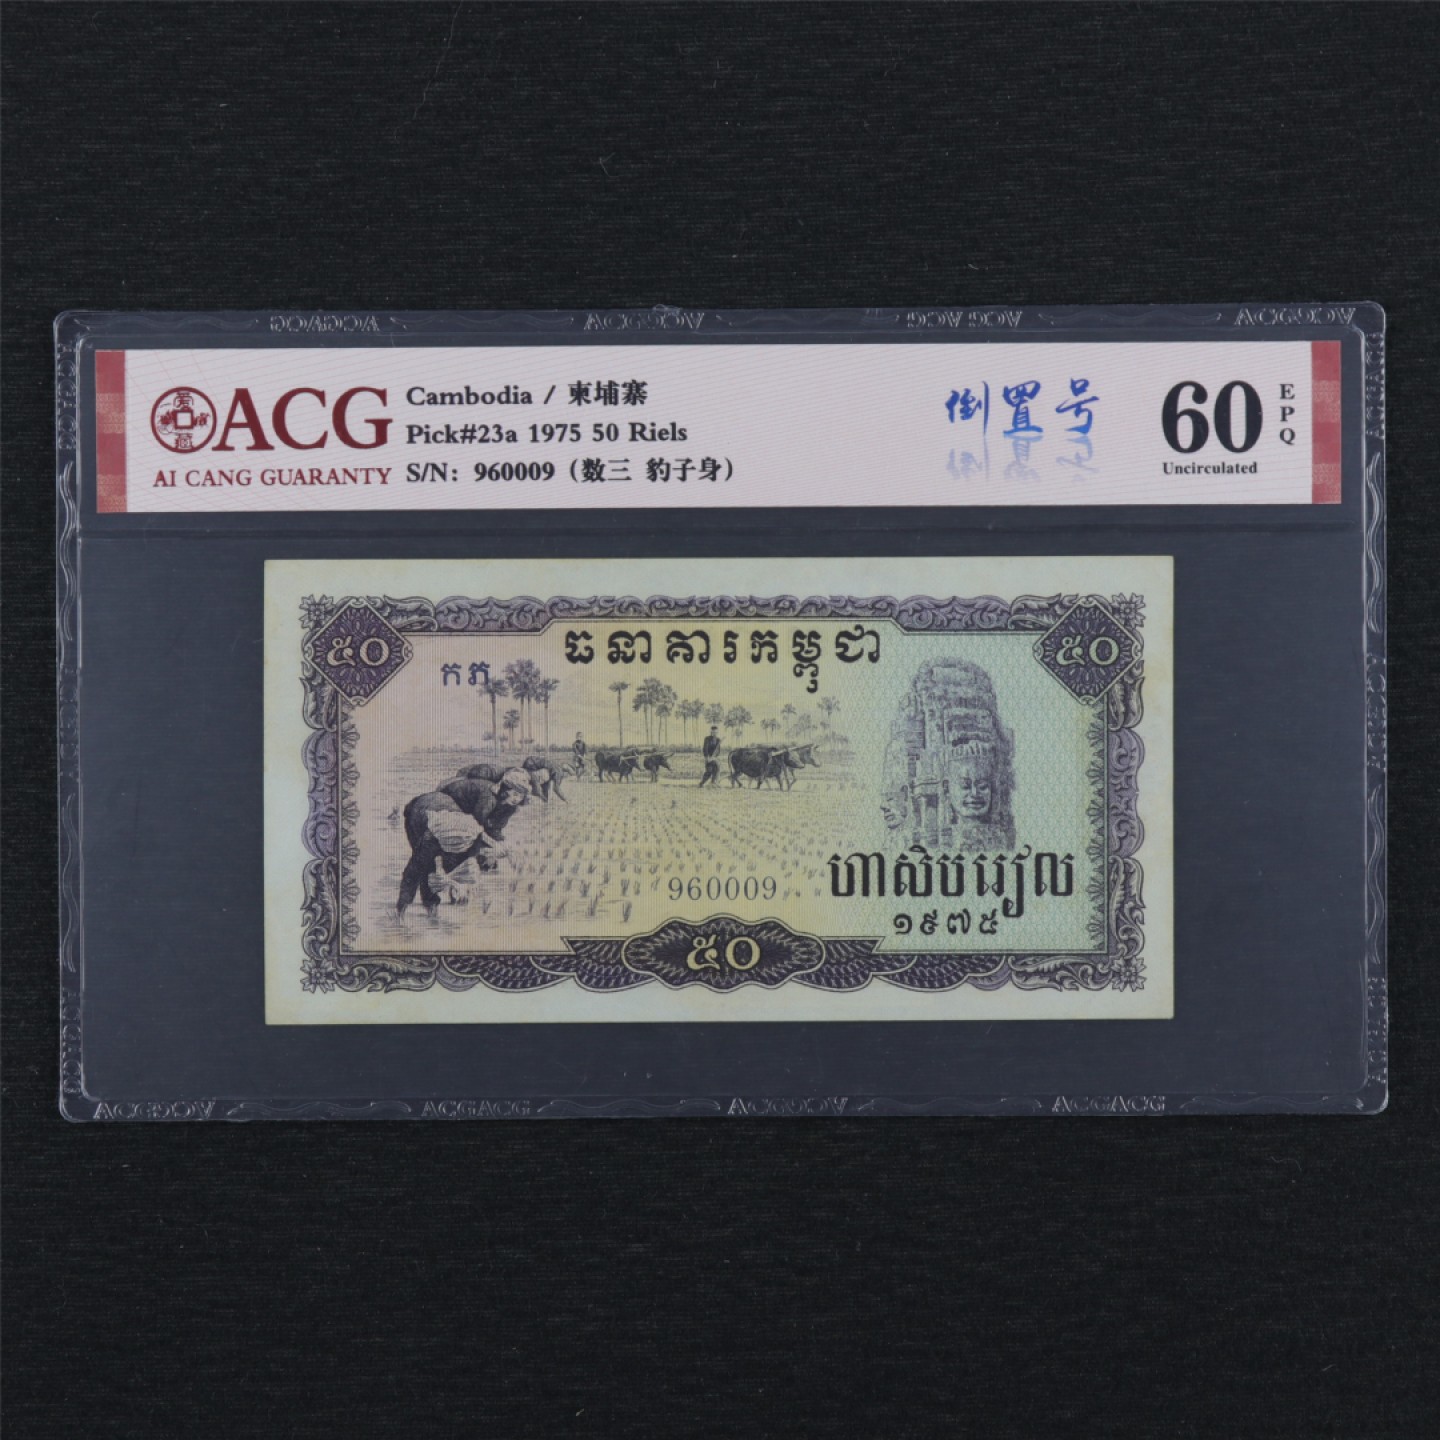 ACG
AI CANG GUARANTY
Cambodia / 柬埔寨
Pick#23a 1975 50 Riels
S/N: 960009（数三 豹子身）
倒置号
60
Uncirculated
EPQ
៥០
ធនាគារកម្ពុជា
៥០
កភ
960009
ហាសិបរៀល
១៩៧៥
៥០